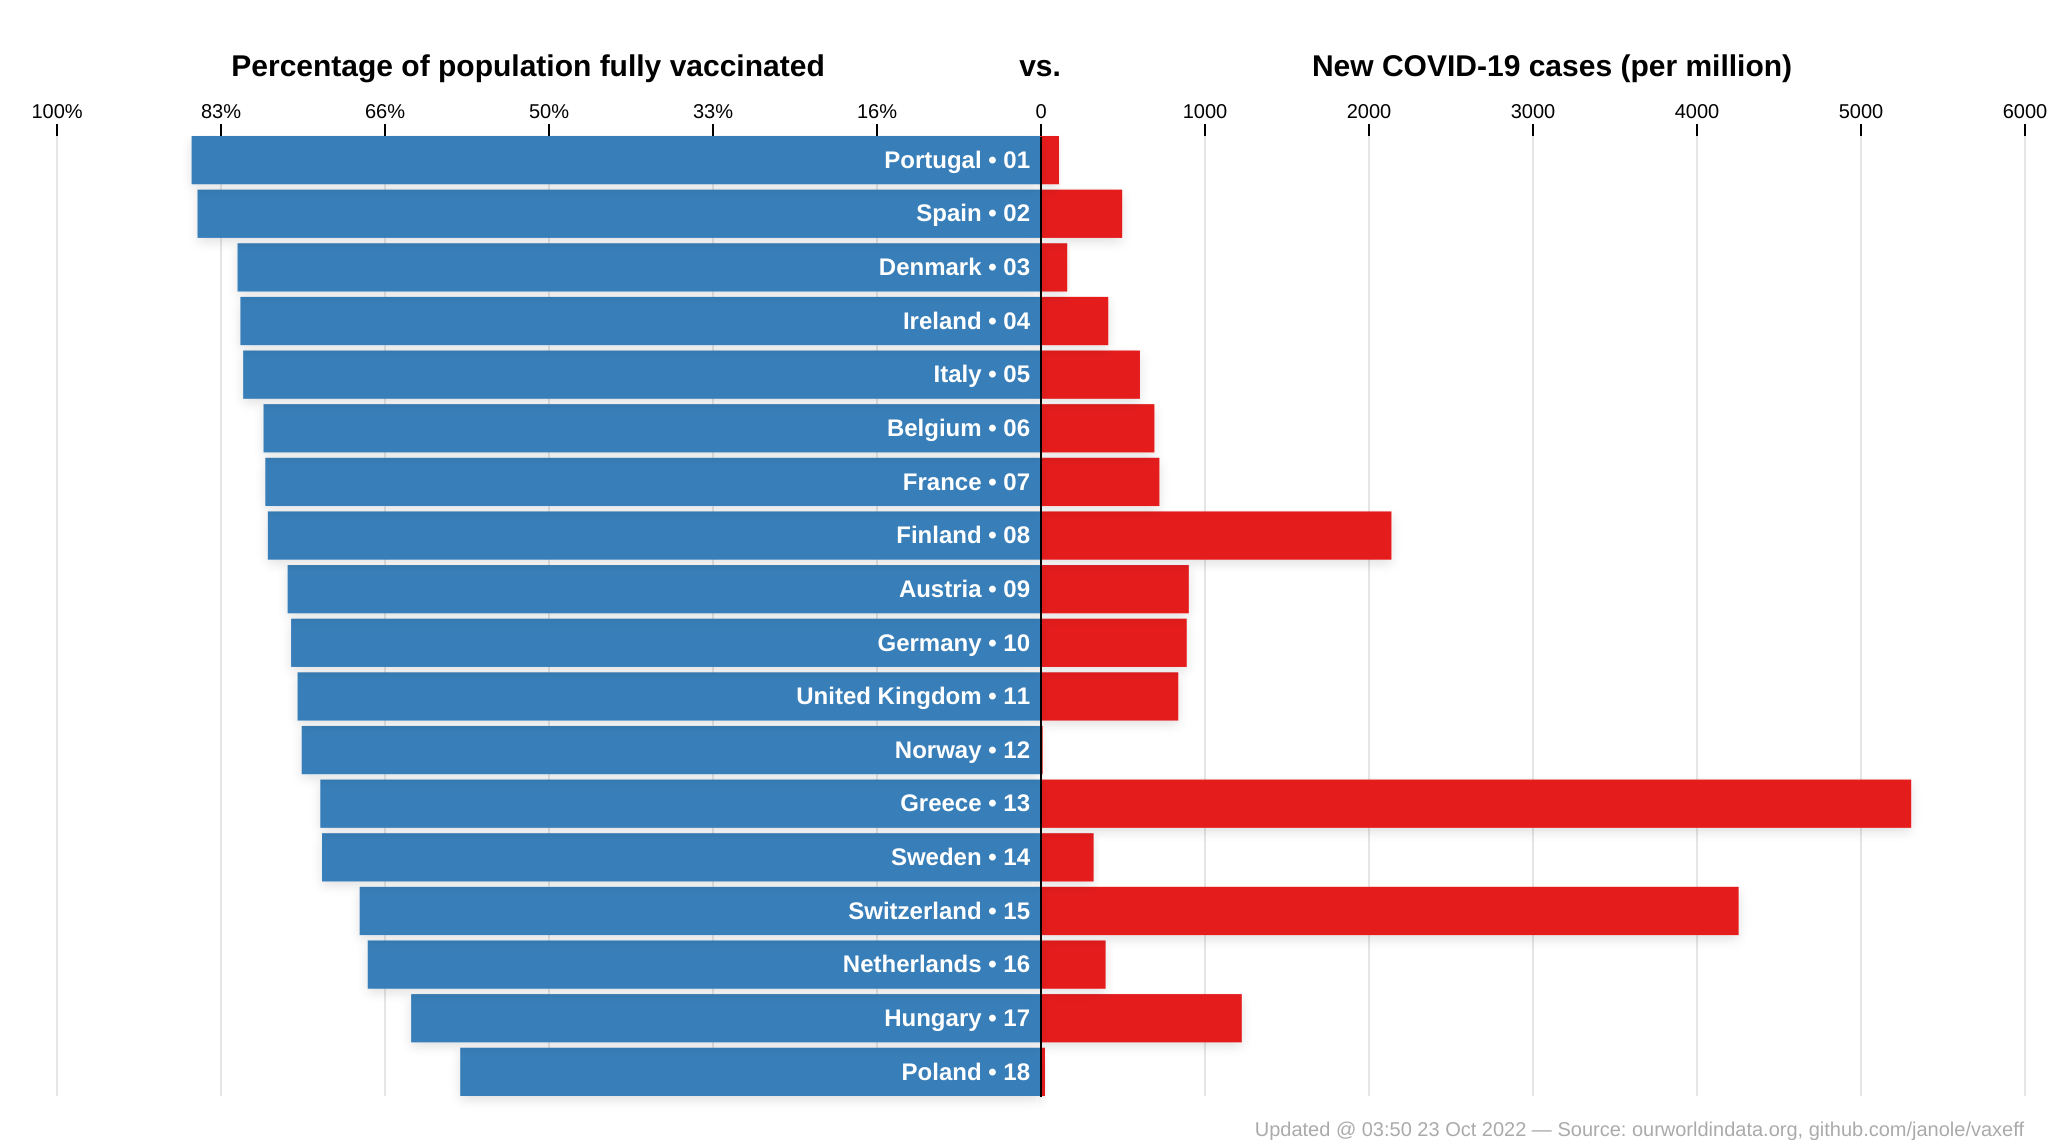 Percentage of population fully vaccinated vs. New COVID-19 cases (per million)
100% 83% 66% 50% 33% 16% 0 1000 2000 3000 4000 5000 6000
Portugal • 01
Spain • 02
Denmark • 03
Ireland • 04
Italy • 05
Belgium • 06
France • 07
Finland • 08
Austria • 09
Germany • 10
United Kingdom • 11
Norway • 12
Greece • 13
Sweden • 14
Switzerland • 15
Netherlands • 16
Hungary • 17
Poland • 18
Updated @ 03:50 23 Oct 2022 — Source: ourworldindata.org, github.com/janole/vaxeff